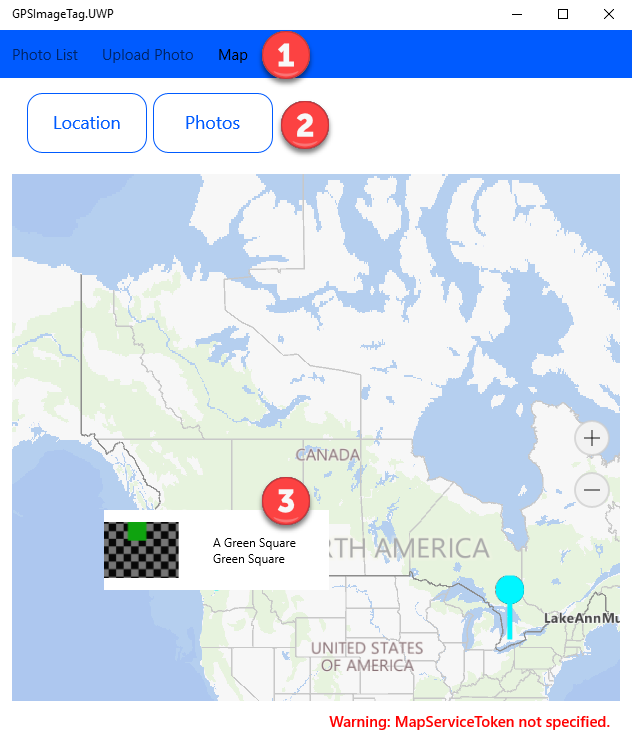 GPSImageTag.UWP
Photo List Upload Photo Map 1
Location Photos 2
CANADA
3
A Green Square
Green Square
RTH AMERICA
LakeAnnMu
UNITED STATES
OF AMERICA
Warning: MapServiceToken not specified.